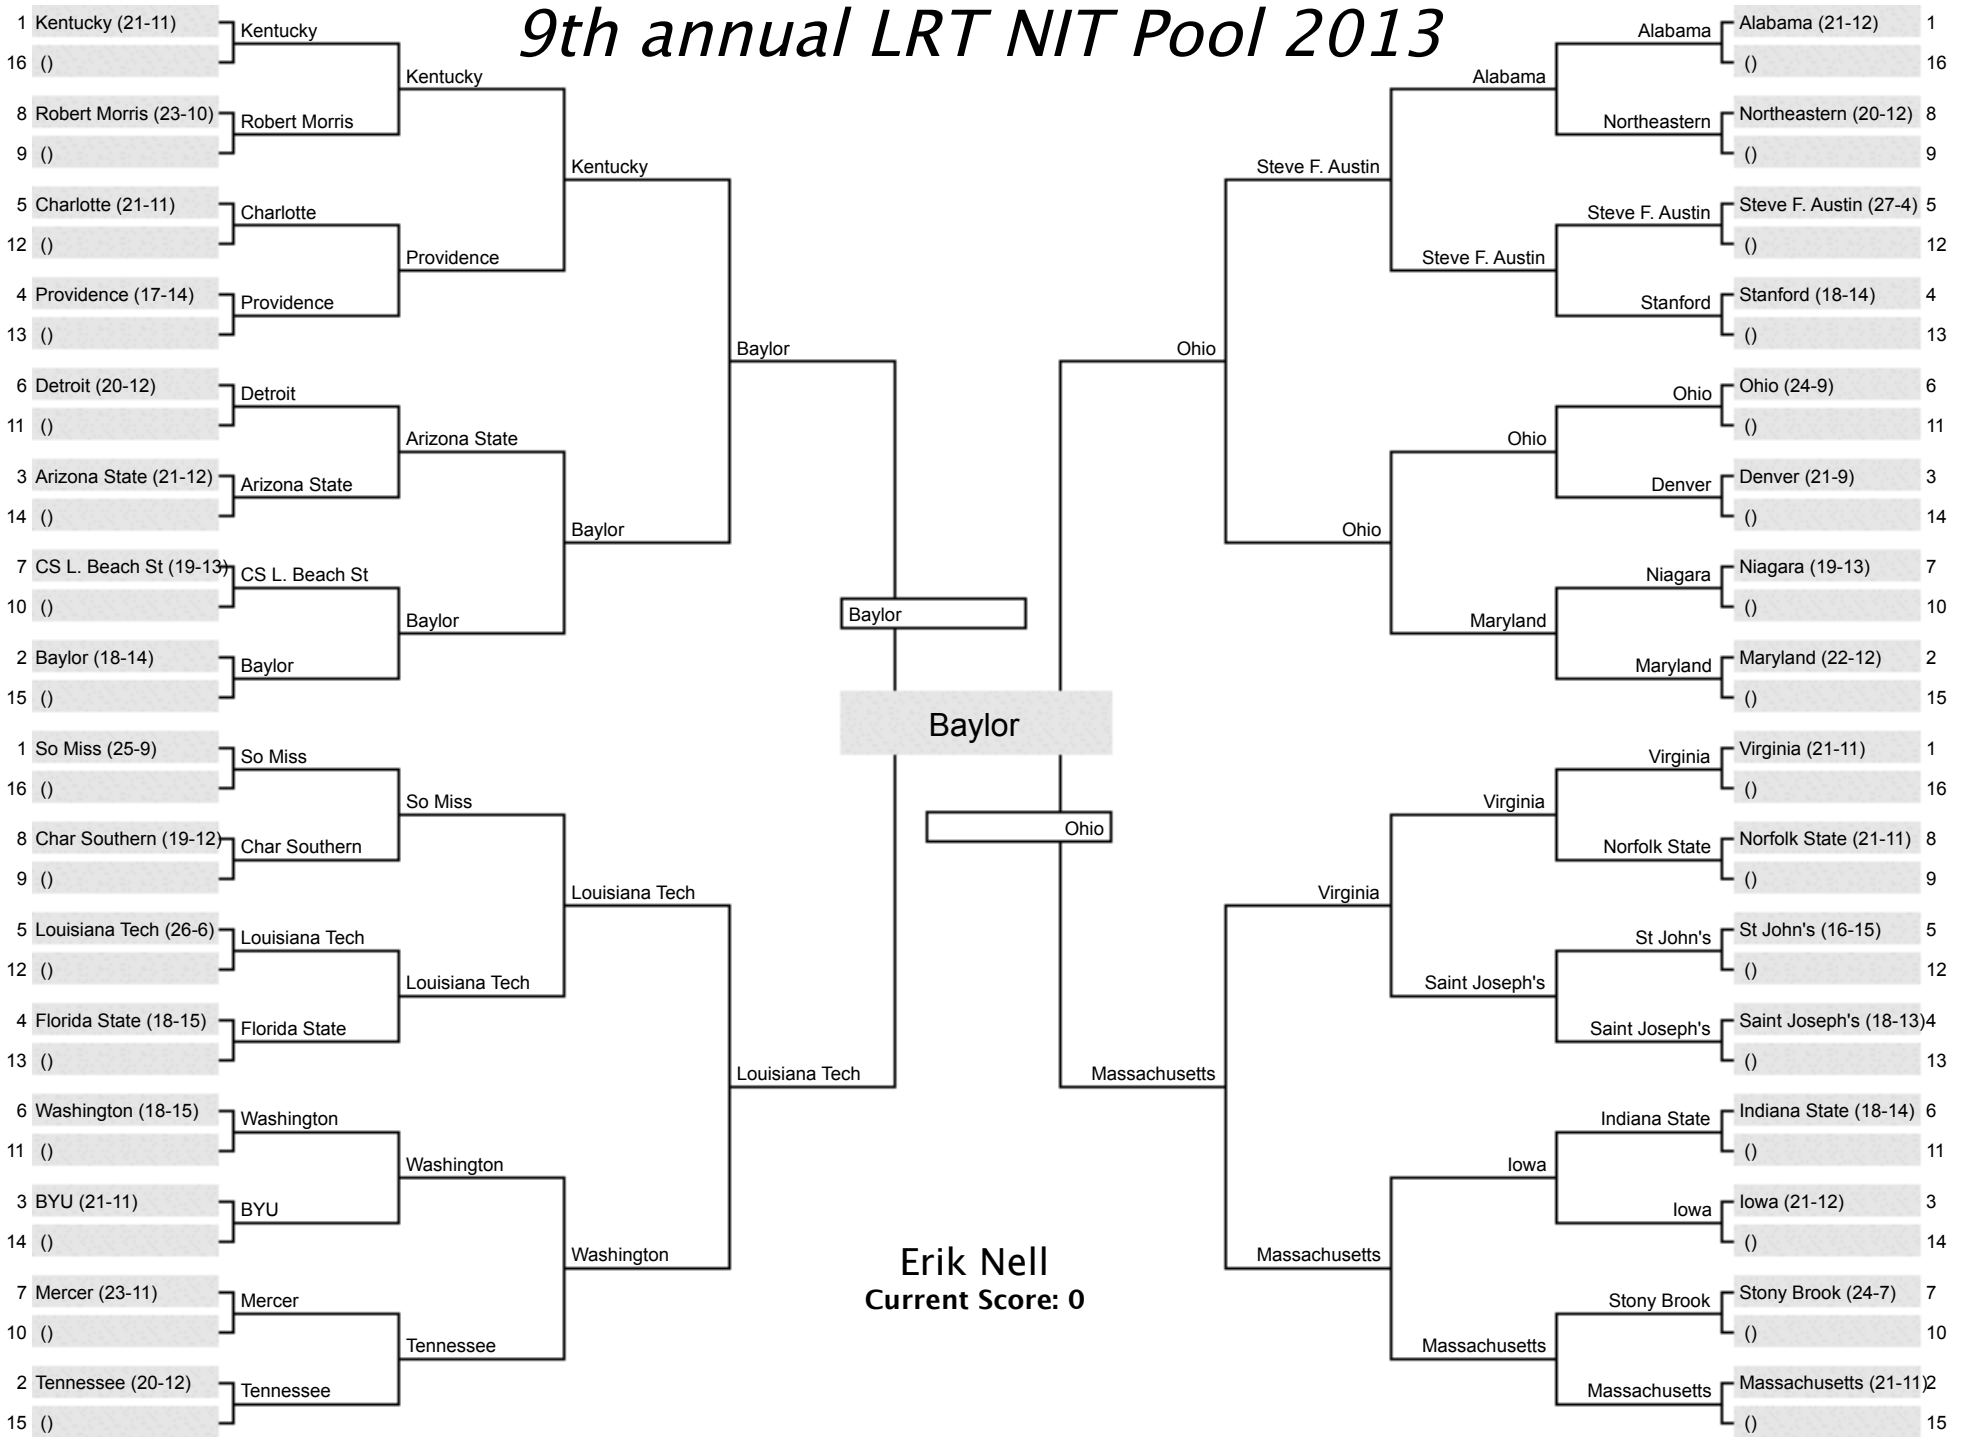 9th annual LRT NIT Pool 2013
1 Kentucky (21-11)
16 ()
8 Robert Morris (23-10)
9 ()
5 Charlotte (21-11)
12 ()
4 Providence (17-14)
13 ()
6 Detroit (20-12)
11 ()
3 Arizona State (21-12)
14 ()
7 CS L. Beach St (19-13)
10 ()
2 Baylor (18-14)
15 ()
1 So Miss (25-9)
16 ()
8 Char Southern (19-12)
9 ()
5 Louisiana Tech (26-6)
12 ()
4 Florida State (18-15)
13 ()
6 Washington (18-15)
11 ()
3 BYU (21-11)
14 ()
7 Mercer (23-11)
10 ()
2 Tennessee (20-12)
15 ()
Kentucky
Robert Morris
Charlotte
Providence
Detroit
Arizona State
CS L. Beach St
Baylor
So Miss
Char Southern
Louisiana Tech
Florida State
Washington
BYU
Mercer
Tennessee
Kentucky
Providence
Arizona State
Baylor
So Miss
Louisiana Tech
Washington
Tennessee
Kentucky
Baylor
Louisiana Tech
Washington
Baylor
Louisiana Tech
Baylor
Baylor
Ohio
Erik Nell
Current Score: 0
Ohio
Massachusetts
Steve F. Austin
Ohio
Virginia
Massachusetts
Alabama
Steve F. Austin
Ohio
Maryland
Virginia
Saint Joseph's
Iowa
Massachusetts
Alabama
Northeastern
Steve F. Austin
Stanford
Ohio
Denver
Niagara
Maryland
Virginia
Norfolk State
St John's
Saint Joseph's
Indiana State
Iowa
Stony Brook
Massachusetts
Alabama (21-12) 1
() 16
Northeastern (20-12) 8
() 9
Steve F. Austin (27-4) 5
() 12
Stanford (18-14) 4
() 13
Ohio (24-9) 6
() 11
Denver (21-9) 3
() 14
Niagara (19-13) 7
() 10
Maryland (22-12) 2
() 15
Virginia (21-11) 1
() 16
Norfolk State (21-11) 8
() 9
St John's (16-15) 5
() 12
Saint Joseph's (18-13) 4
() 13
Indiana State (18-14) 6
() 11
Iowa (21-12) 3
() 14
Stony Brook (24-7) 7
() 10
Massachusetts (21-11) 2
() 15